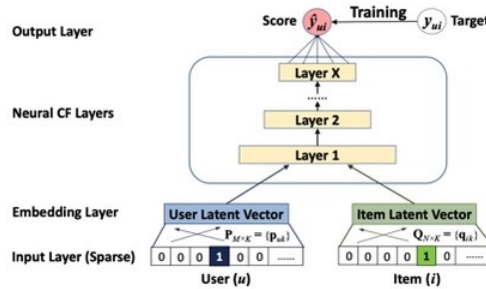 Output Layer
Score ŷui Training yui Target
Layer X
......
Neural CF Layers
Layer 2
Layer 1
Embedding Layer
User Latent Vector
Item Latent Vector
P M×K = {puk}
Q N×K = {qik}
Input Layer (Sparse)
0 0 0 1 0 0 ......
0 0 0 0 1 0 ......
User (u)
Item (i)